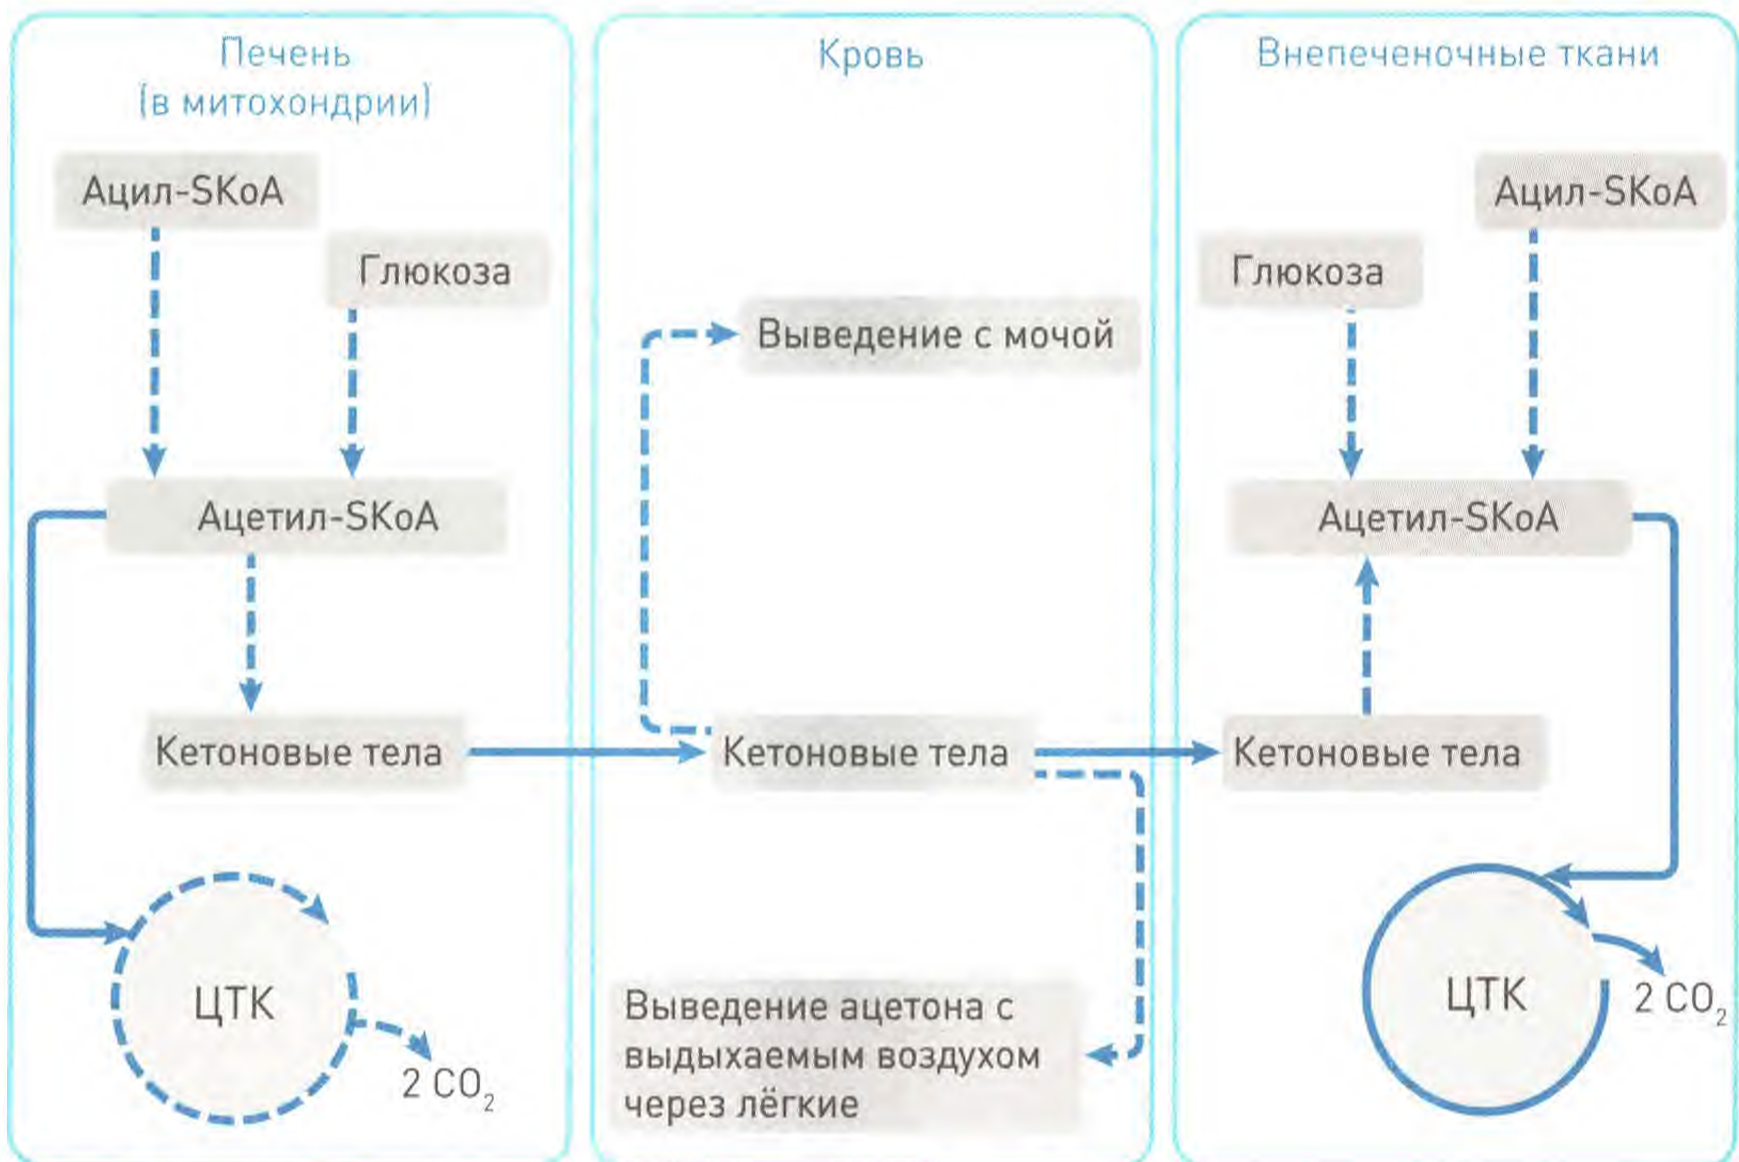 Печень
(в митохондрии)
Ацил-SKoA
Глюкоза
Ацетил-SKoA
Кетоновые тела
ЦТК
2 CO₂
Кровь
Выведение с мочой
Кетоновые тела
Выведение ацетона с
выдыхаемым воздухом
через лёгкие
Внепеченочные ткани
Ацил-SKoA
Глюкоза
Ацетил-SKoA
Кетоновые тела
ЦТК
2 CO₂